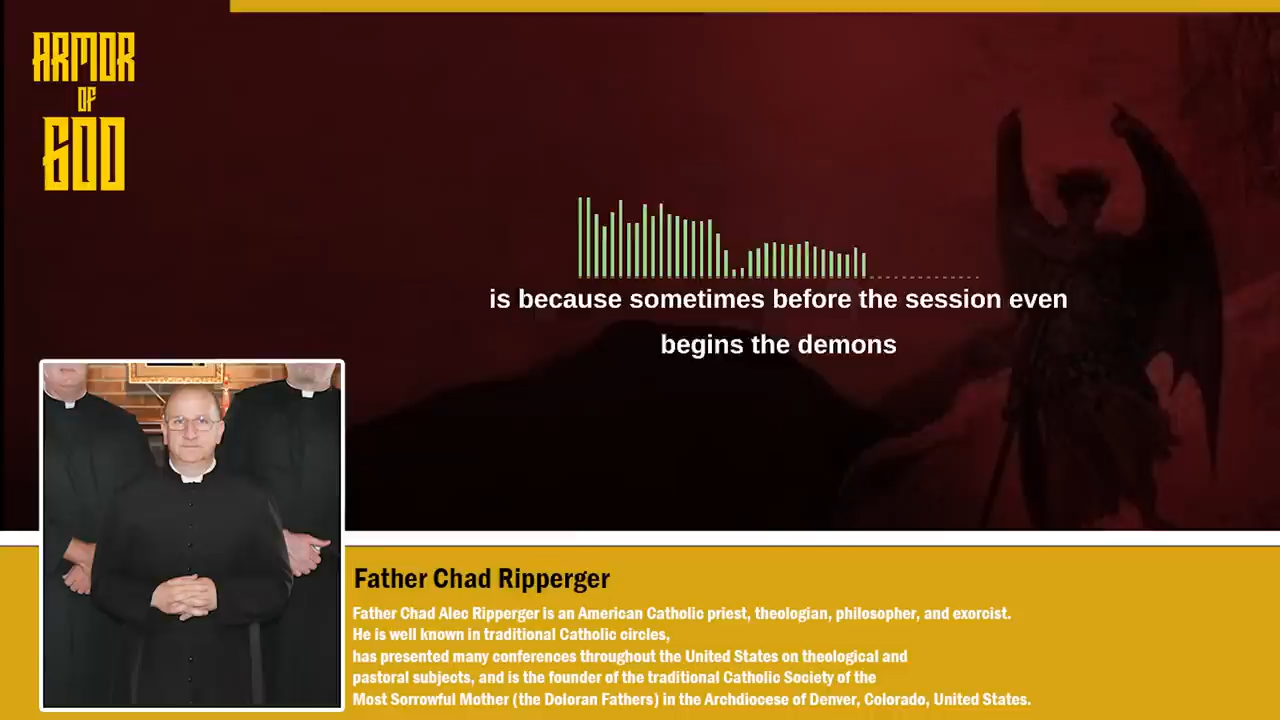 ARMOR
OF
GOD
is because sometimes before the session even
begins the demons
Father Chad Ripperger
Father Chad Alec Ripperger is an American Catholic priest, theologian, philosopher, and exorcist.
He is well known in traditional Catholic circles,
has presented many conferences throughout the United States on theological and
pastoral subjects, and is the founder of the traditional Catholic Society of the
Most Sorrowful Mother (the Doloran Fathers) in the Archdiocese of Denver, Colorado, United States.